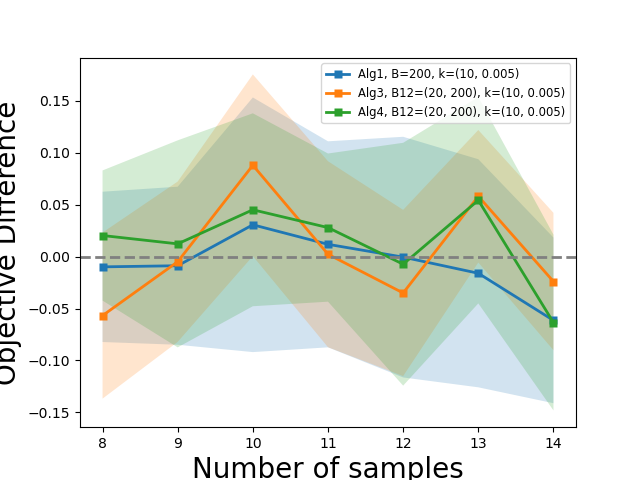 Alg1, B=200, k=(10, 0.005)
Alg3, B12=(20, 200), k=(10, 0.005)
Alg4, B12=(20, 200), k=(10, 0.005)
0.15
0.10
0.05
0.00
−0.05
−0.10
−0.15
Objective Difference
8 9 10 11 12 13 14
Number of samples